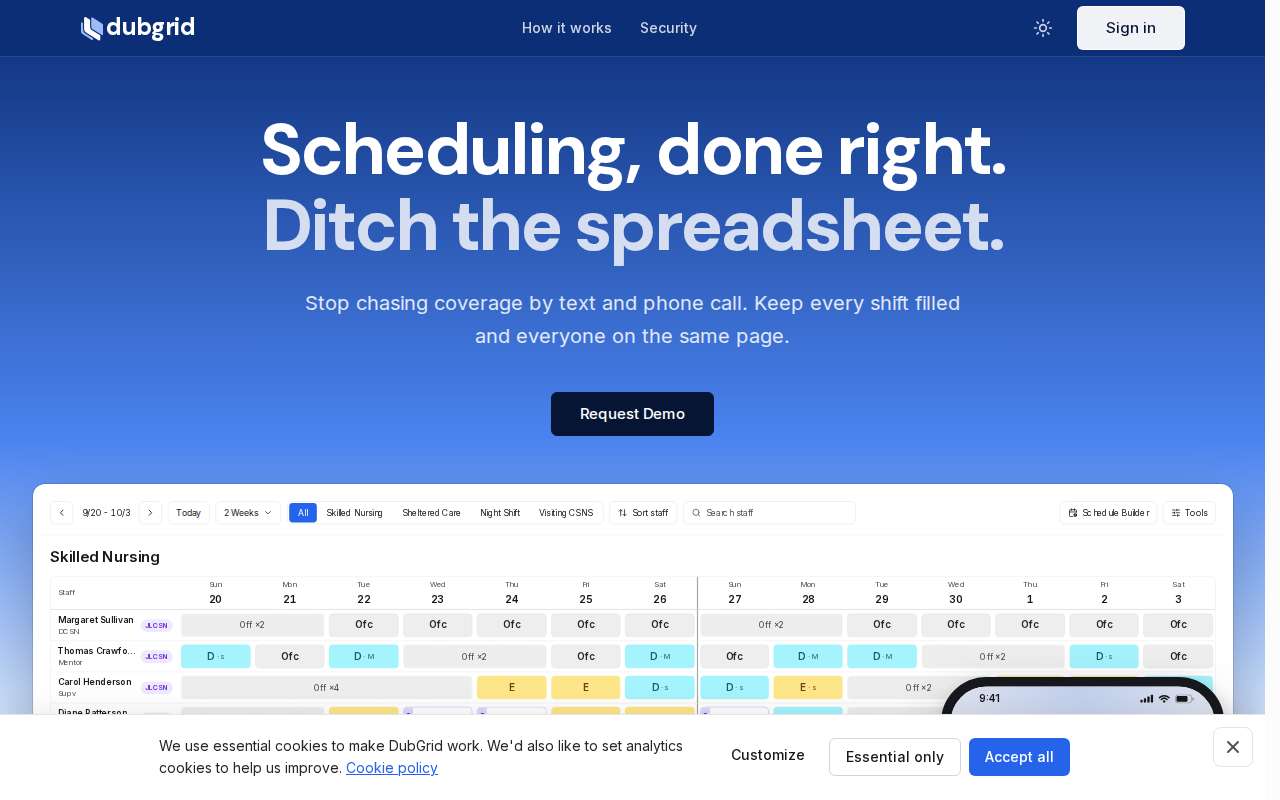 dubgrid
How it works
Security
Sign in
Scheduling, done right.
Ditch the spreadsheet.
Stop chasing coverage by text and phone call. Keep every shift filled
and everyone on the same page.
Request Demo
9/20 - 10/3 Today 2 Weeks All Skilled Nursing Sheltered Care Night Shift Visiting CSNS Sort staff Search staff Schedule Builder Tools
Skilled Nursing
Staff Sun Mon Tue Wed Thu Fri Sat Sun Mon Tue Wed Thu Fri Sat
20 21 22 23 24 25 26 27 28 29 30 1 2 3
Margaret Sullivan JLCSN Off ×2 Ofc Ofc Ofc Ofc Ofc Off ×2 Ofc Ofc Ofc Ofc Ofc
DCSN
Thomas Crawfo... JLCSN D · s Ofc D · M Off ×2 Ofc D · M Ofc D · M D · M Off ×2 D · s Ofc
Mentor
Carol Henderson JLCSN Off ×4 E E D · s D · s E · s Off ×2
Supv
9:41
Diane Patterson
We use essential cookies to make DubGrid work. We'd also like to set analytics
cookies to help us improve. Cookie policy
Customize
Essential only
Accept all